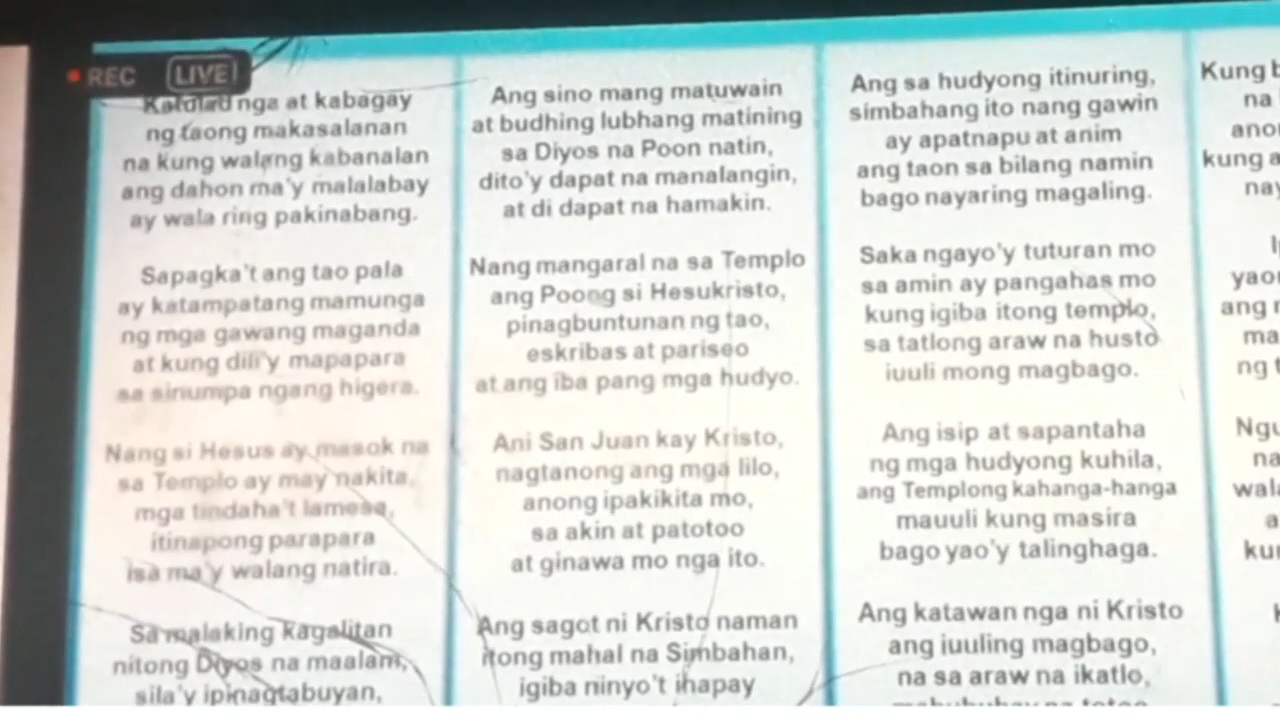 REC LIVE
Katulad nga at kabagay
ng taong makasalanan
na kung walang kabanalan
ang dahon ma'y malalabay
ay wala ring pakinabang.
Sapagka't ang tao pala
ay katampatang mamunga
ng mga gawang maganda
at kung dili'y mapapara
sa sinumpa ngang higera.
Nang si Hesus ay masok na
sa Templo ay may nakita,
mga tindaha't lamesa,
itinapong parapara
isa ma'y walang natira.
Sa malaking kagalitan
nitong Diyos na maalam,
sila'y ipinagtabuyan,
Ang sino mang matuwain
at budhing lubhang matining
sa Diyos na Poon natin,
dito'y dapat na manalangin,
at di dapat na hamakin.
Nang mangaral na sa Templo
ang Poong si Hesukristo,
pinagbuntunan ng tao,
eskribas at pariseo
at ang iba pang mga hudyo.
Ani San Juan kay Kristo,
nagtanong ang mga lilo,
anong ipakikita mo,
sa akin at patotoo
at ginawa mo nga ito.
Ang sagot ni Kristo naman
itong mahal na Simbahan,
igiba ninyo't ihapay
Ang sa hudyong itinuring,
simbahang ito nang gawin
ay apatnapu at anim
ang taon sa bilang namin
bago nayaring magaling.
Saka ngayo'y tuturan mo
sa amin ay pangahas mo
kung igiba itong templo,
sa tatlong araw na husto
iuuli mong magbago.
Ang isip at sapantaha
ng mga hudyong kuhila,
ang Templong kahanga-hanga
mauuli kung masira
bago yao'y talinghaga.
Ang katawan nga ni Kristo
ang iuuling magbago,
na sa araw na ikatlo,
Kung
na
kung